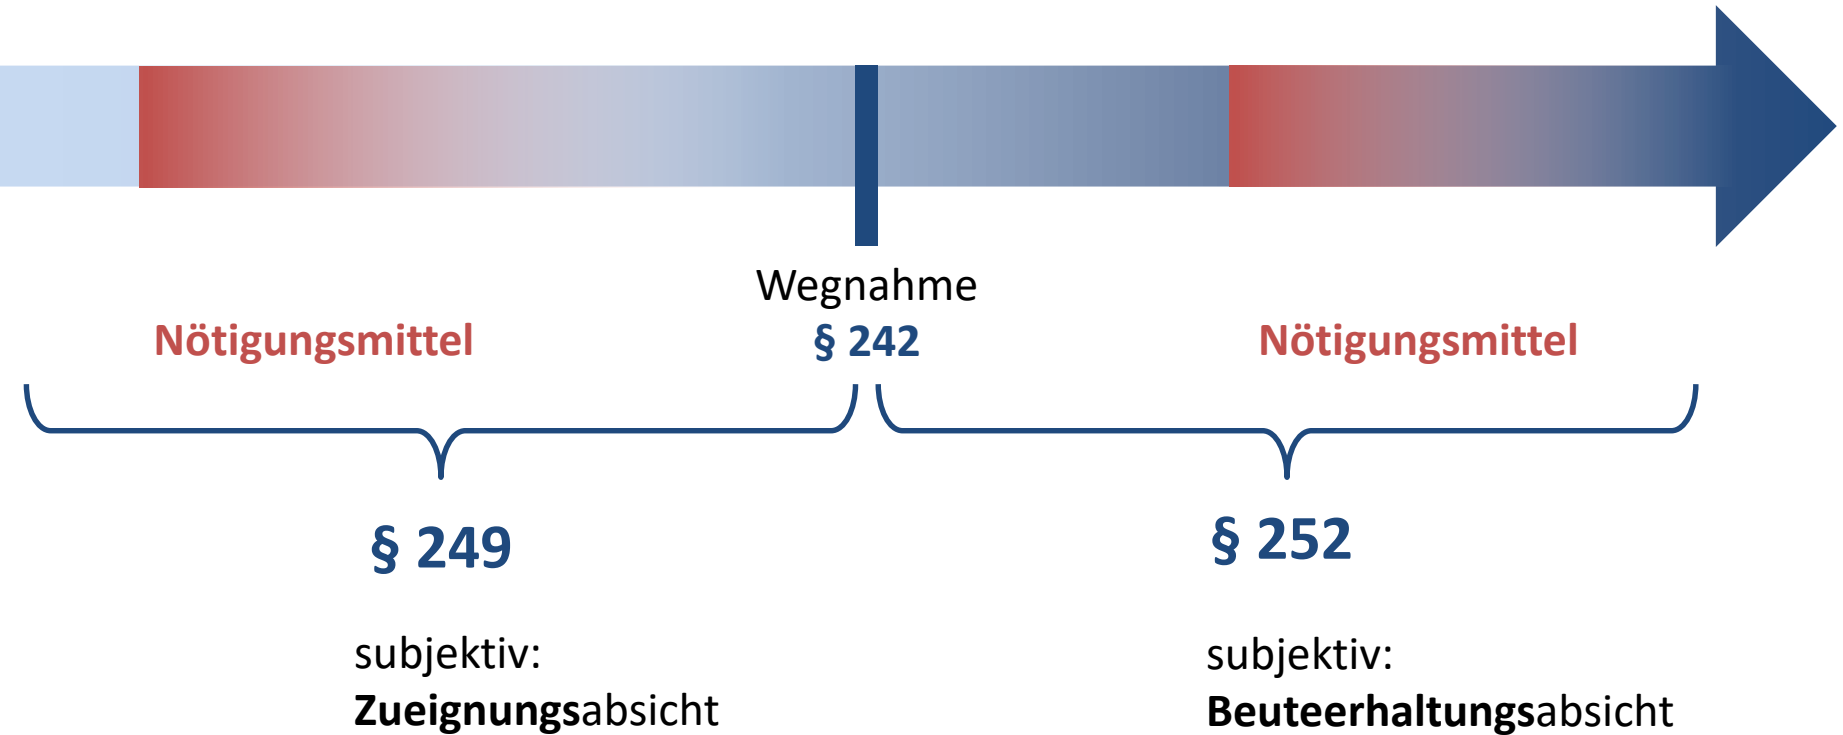 Wegnahme
Nötigungsmittel
§ 242
Nötigungsmittel
§ 249
§ 252
subjektiv:
Zueignungsabsicht
subjektiv:
Beuteerhaltungsabsicht